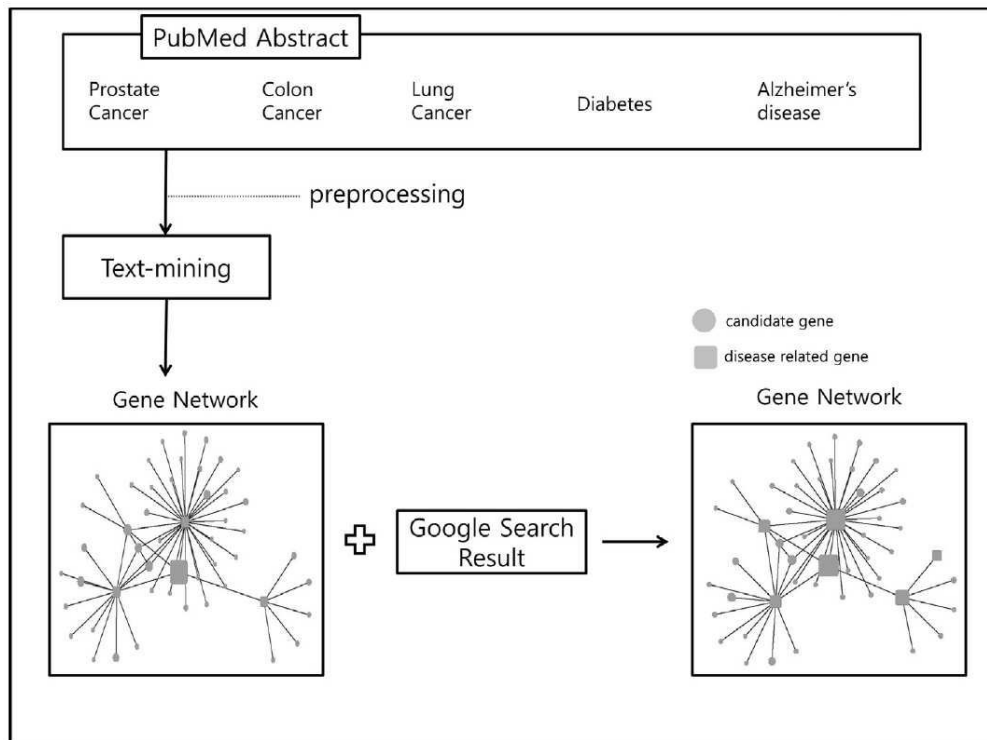 PubMed Abstract
Prostate
Cancer
Colon
Cancer
Lung
Cancer
Diabetes
Alzheimer's
disease
preprocessing
Text-mining
candidate gene
disease related gene
Gene Network
Gene Network
Google Search
Result